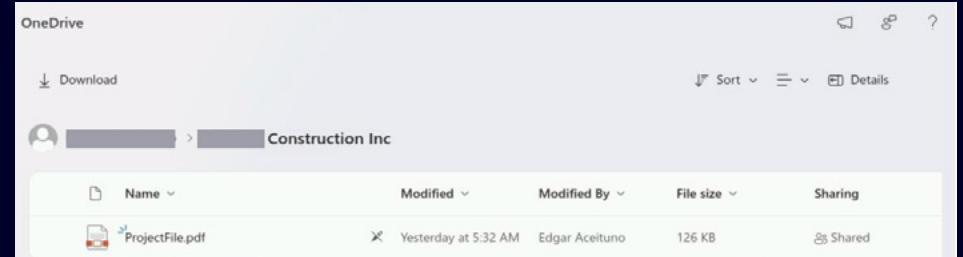 OneDrive
?
Download
Sort
Details
> Construction Inc
Name Modified Modified By File size Sharing
ProjectFile.pdf Yesterday at 5:32 AM Edgar Aceituno 126 KB Shared